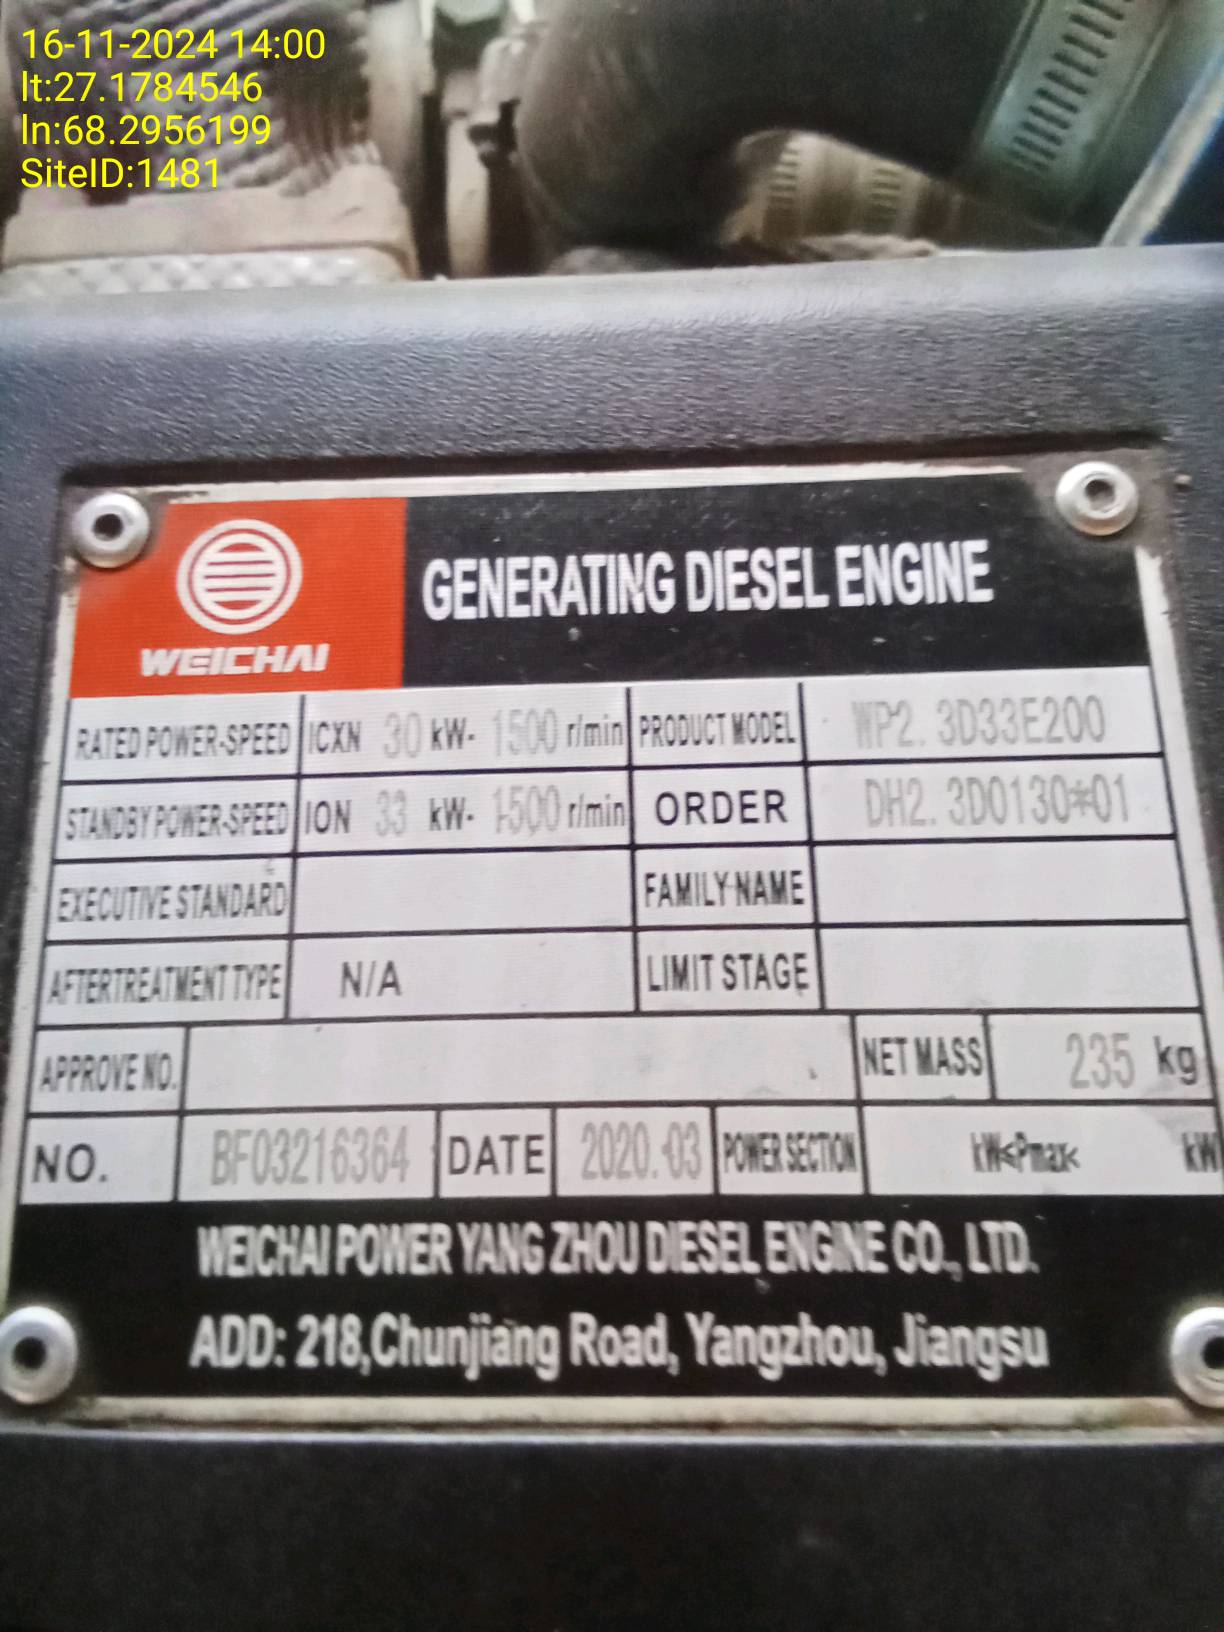 16-11-2024 14:00
lt:27.1784546
ln:68.2956199
SiteID:1481
WEICHAI
GENERATING DIESEL ENGINE
RATED POWER-SPEED ICXN 30 kW- 1500 r/min PRODUCT MODEL WP2.3D33E200
STANDBY POWER-SPEED ION 33 kW- 1500 r/min ORDER DH2.3D0130*01
EXECUTIVE STANDARD FAMILY NAME
AFTERTREATMENT TYPE N/A LIMIT STAGE
APPROVE NO. NET MASS 235 kg
NO. BF03216364 DATE 2020.03 POWER SECTION kW<Pmax< kW
WEICHAI POWER YANG ZHOU DIESEL ENGINE CO., LTD.
ADD: 218,Chunjiang Road, Yangzhou, Jiangsu